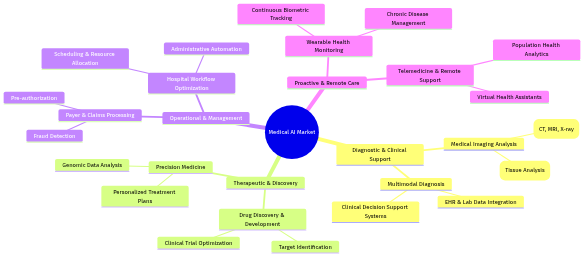 Continuous Biometric
Tracking
Chronic Disease
Management
Wearable Health
Monitoring
Population Health
Analytics
Proactive & Remote Care
Telemedicine & Remote
Support
Virtual Health Assistants
Scheduling & Resource
Allocation
Administrative Automation
Hospital Workflow
Optimization
Pre-authorization
Payer & Claims Processing
Fraud Detection
Operational & Management
Medical AI Market
Diagnostic & Clinical
Support
Medical Imaging Analysis
CT, MRI, X-ray
Tissue Analysis
Multimodal Diagnosis
EHR & Lab Data Integration
Clinical Decision Support
Systems
Genomic Data Analysis
Precision Medicine
Personalized Treatment
Plans
Therapeutic & Discovery
Drug Discovery &
Development
Clinical Trial Optimization
Target Identification